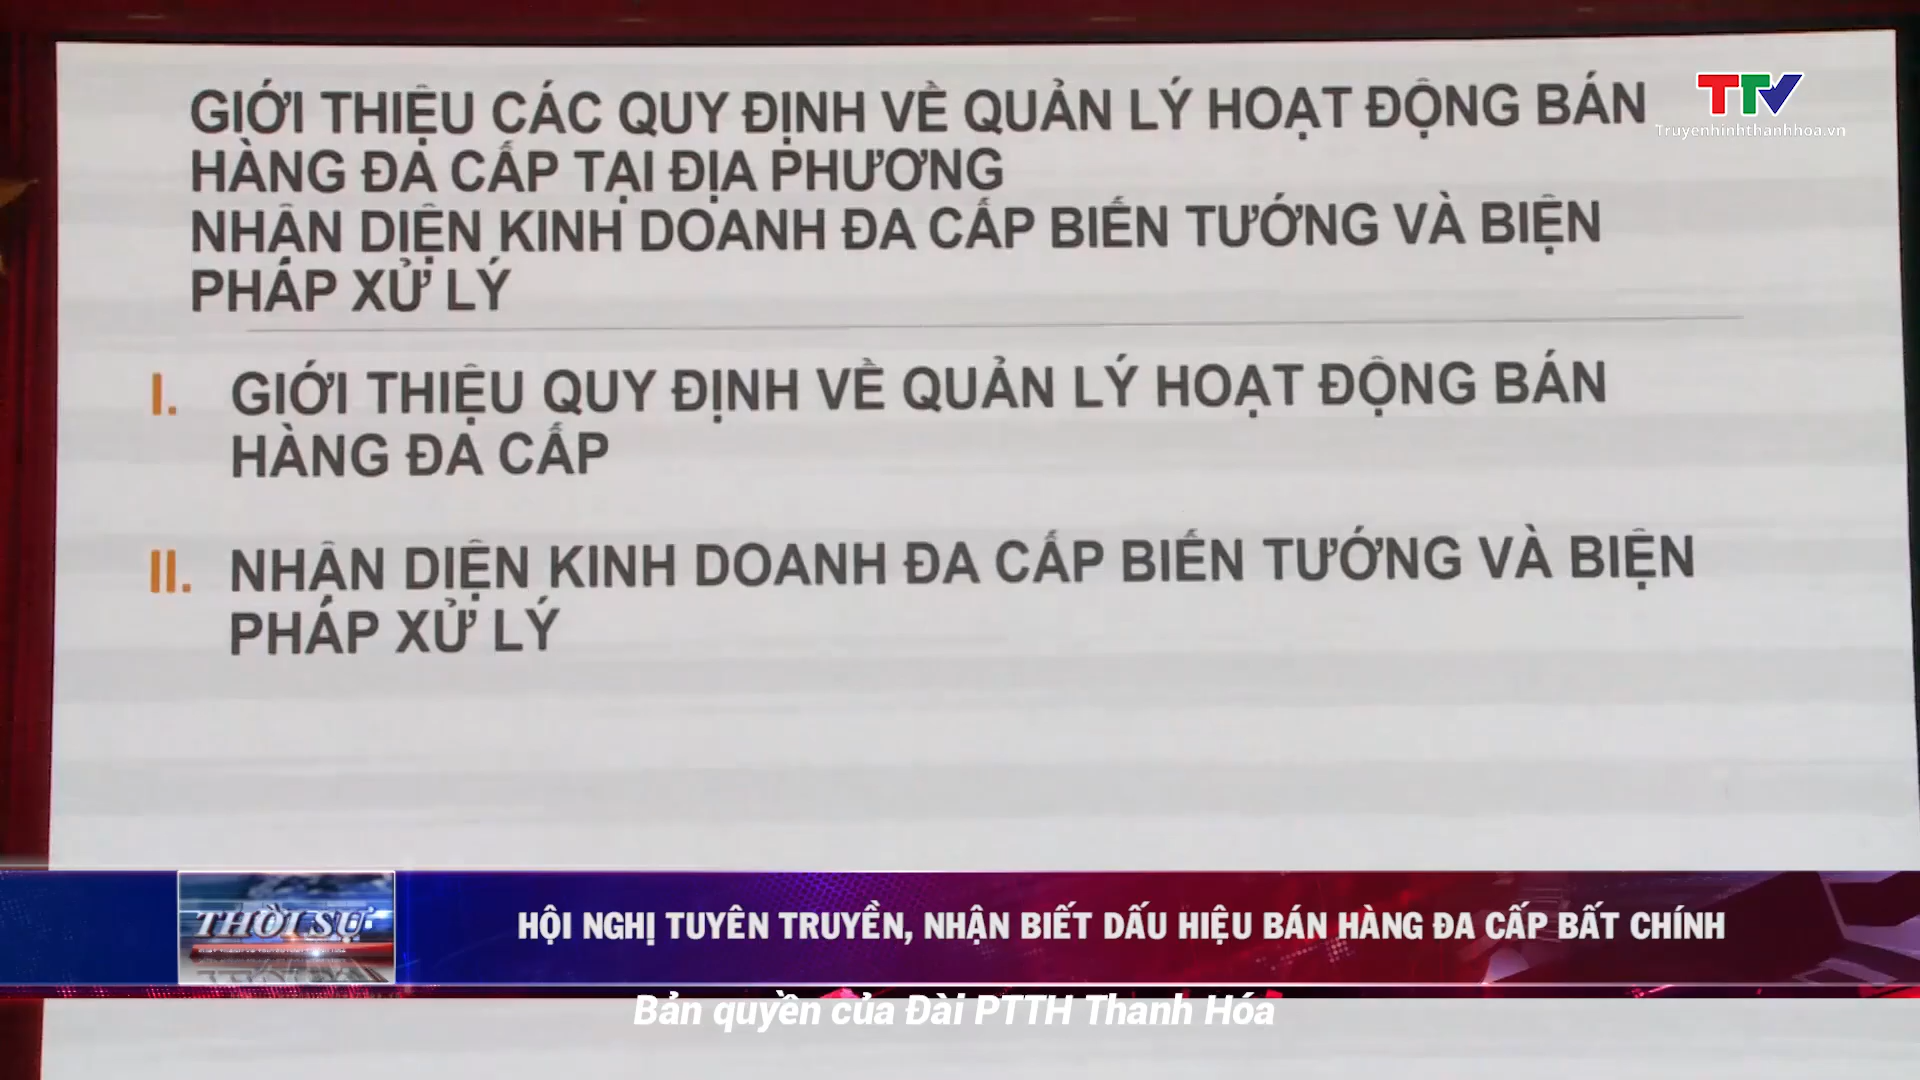 GIỚI THIỆU CÁC QUY ĐỊNH VỀ QUẢN LÝ HOẠT ĐỘNG BÁN
HÀNG ĐA CẤP TẠI ĐỊA PHƯƠNG
NHẬN DIỆN KINH DOANH ĐA CẤP BIẾN TƯỚNG VÀ BIỆN
PHÁP XỬ LÝ
TTV
Truyenhinhthanhhoa.vn
I. GIỚI THIỆU QUY ĐỊNH VỀ QUẢN LÝ HOẠT ĐỘNG BÁN
HÀNG ĐA CẤP
II. NHẬN DIỆN KINH DOANH ĐA CẤP BIẾN TƯỚNG VÀ BIỆN
PHÁP XỬ LÝ
THỜI SỰ
HỘI NGHỊ TUYÊN TRUYỀN, NHẬN BIẾT DẤU HIỆU BÁN HÀNG ĐA CẤP BẤT CHÍNH
Bản quyền của Đài PTTH Thanh Hóa